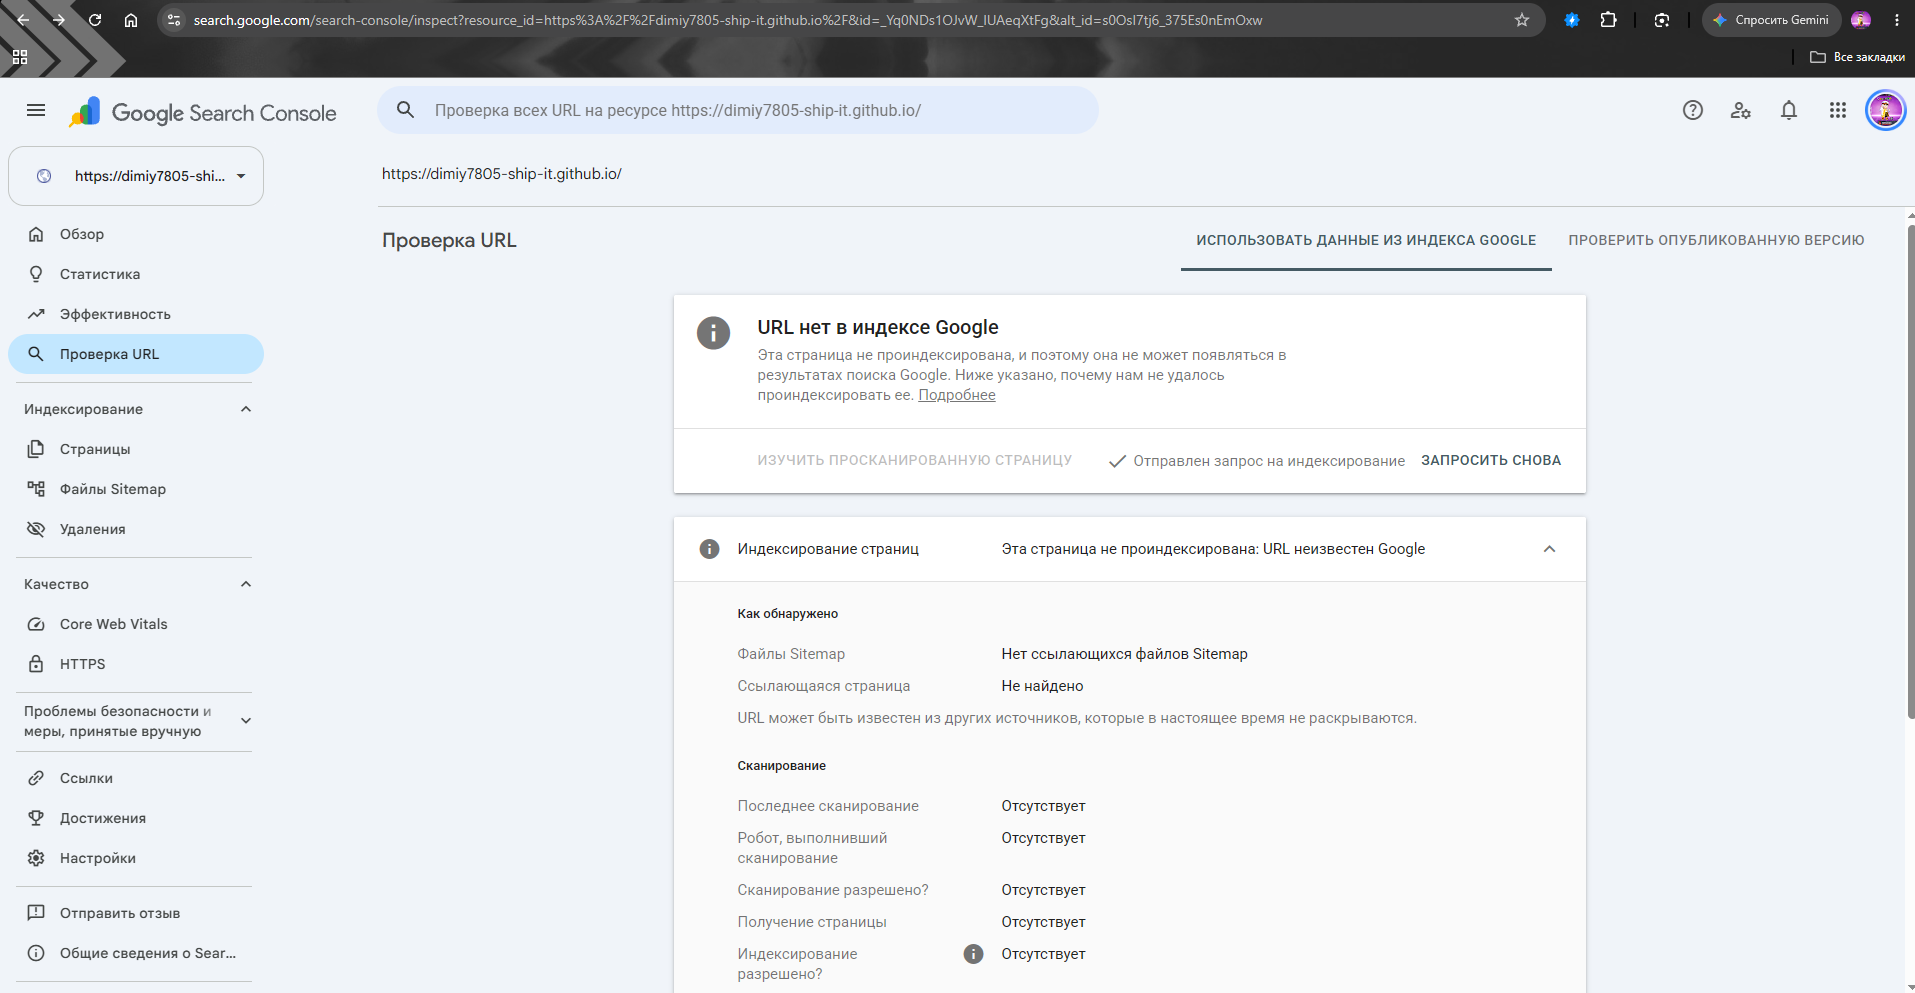 search.google.com/search-console/inspect?resource_id=https%3A%2F%2Fdimiy7805-ship-it.github.io%2F&id=_Yq0NDs1OJvW_IUAeqXtFg&alt_id=s0OsI7tj6_375Es0nEmOxw
Спросить Gemini
Все закладки
Google Search Console
Проверка всех URL на ресурсе https://dimiy7805-ship-it.github.io/
https://dimiy7805-shi...
https://dimiy7805-ship-it.github.io/
Обзор
Статистика
Эффективность
Проверка URL
Индексирование
Страницы
Файлы Sitemap
Удаления
Качество
Core Web Vitals
HTTPS
Проблемы безопасности и
меры, принятые вручную
Ссылки
Достижения
Настройки
Отправить отзыв
Общие сведения о Sear...
Проверка URL
ИСПОЛЬЗОВАТЬ ДАННЫЕ ИЗ ИНДЕКСА GOOGLE
ПРОВЕРИТЬ ОПУБЛИКОВАННУЮ ВЕРСИЮ
URL нет в индексе Google
Эта страница не проиндексирована, и поэтому она не может появляться в
результатах поиска Google. Ниже указано, почему нам не удалось
проиндексировать ее. Подробнее
ИЗУЧИТЬ ПРОСКАНИРОВАННУЮ СТРАНИЦУ
Отправлен запрос на индексирование
ЗАПРОСИТЬ СНОВА
Индексирование страниц
Эта страница не проиндексирована: URL неизвестен Google
Как обнаружено
Файлы Sitemap
Нет ссылающихся файлов Sitemap
Ссылающаяся страница
Не найдено
URL может быть известен из других источников, которые в настоящее время не раскрываются.
Сканирование
Последнее сканирование
Отсутствует
Робот, выполнивший
сканирование
Отсутствует
Сканирование разрешено?
Отсутствует
Получение страницы
Отсутствует
Индексирование
разрешено?
Отсутствует